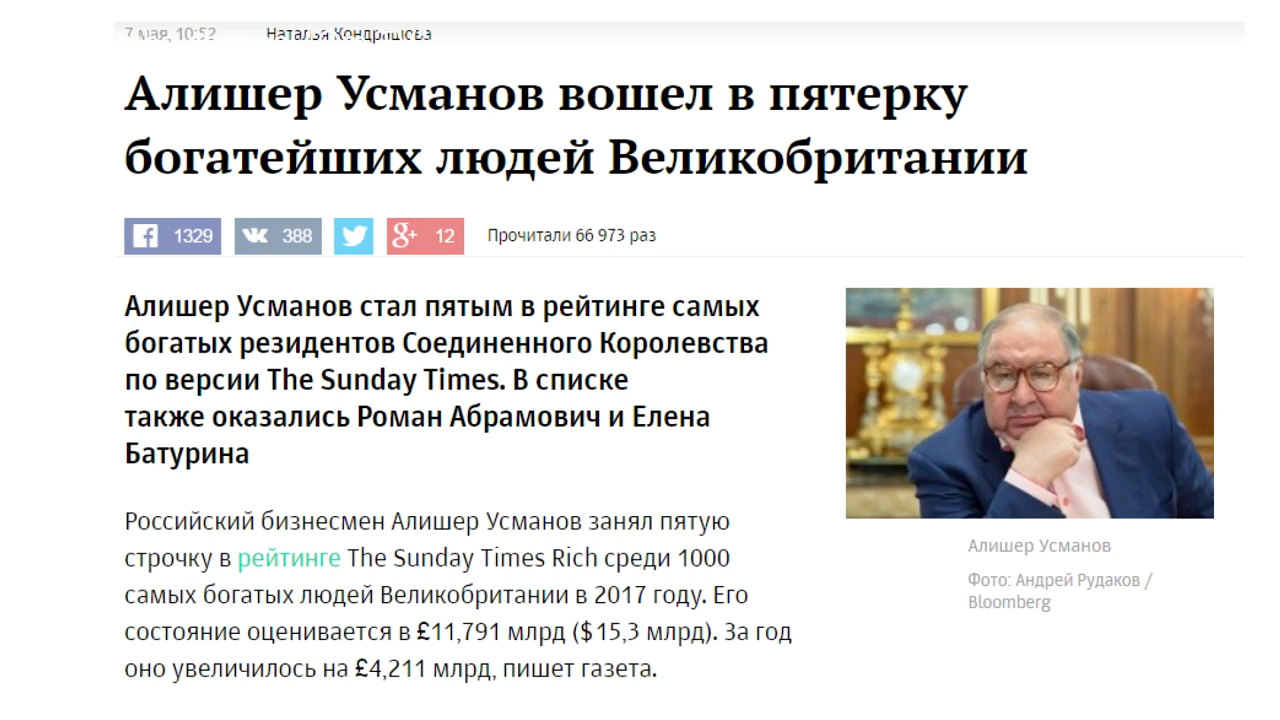 7 мая, 10:52 Наталья Кондрашова
Алишер Усманов вошел в пятерку
богатейших людей Великобритании
1329 388 g+ 12 Прочитали 66 973 раз
Алишер Усманов стал пятым в рейтинге самых
богатых резидентов Соединенного Королевства
по версии The Sunday Times. В списке
также оказались Роман Абрамович и Елена
Батурина
Российский бизнесмен Алишер Усманов занял пятую
строчку в рейтинге The Sunday Times Rich среди 1000
самых богатых людей Великобритании в 2017 году. Его
состояние оценивается в £11,791 млрд ($15,3 млрд). За год
оно увеличилось на £4,211 млрд, пишет газета.
Алишер Усманов
Фото: Андрей Рудаков /
Bloomberg